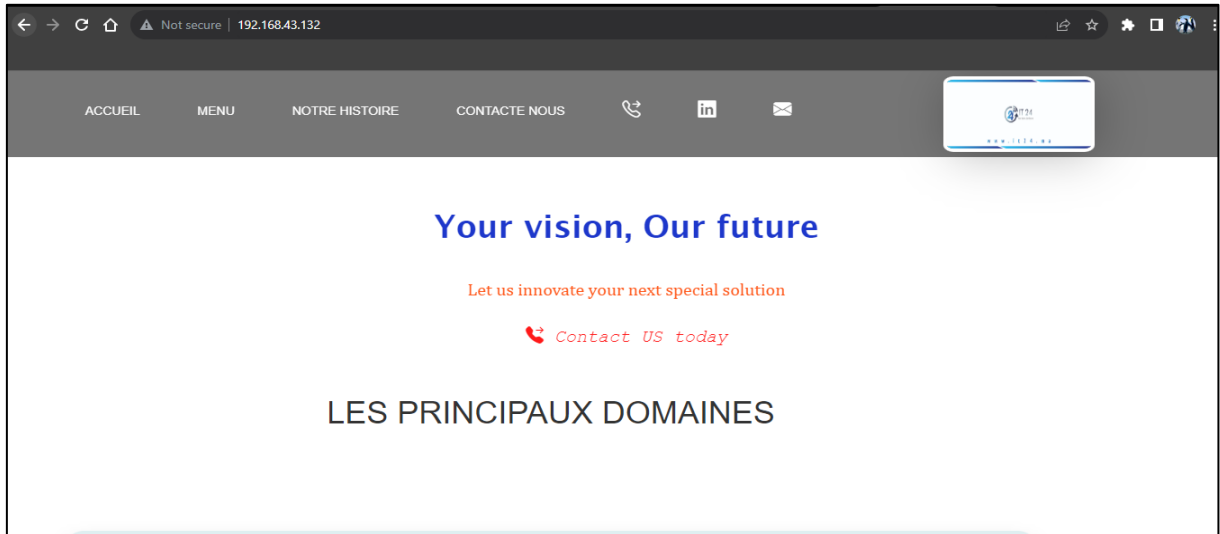 Not secure | 192.168.43.132
ACCUEIL MENU NOTRE HISTOIRE CONTACTE NOUS in
Your vision, Our future
Let us innovate your next special solution
Contact US today
LES PRINCIPAUX DOMAINES